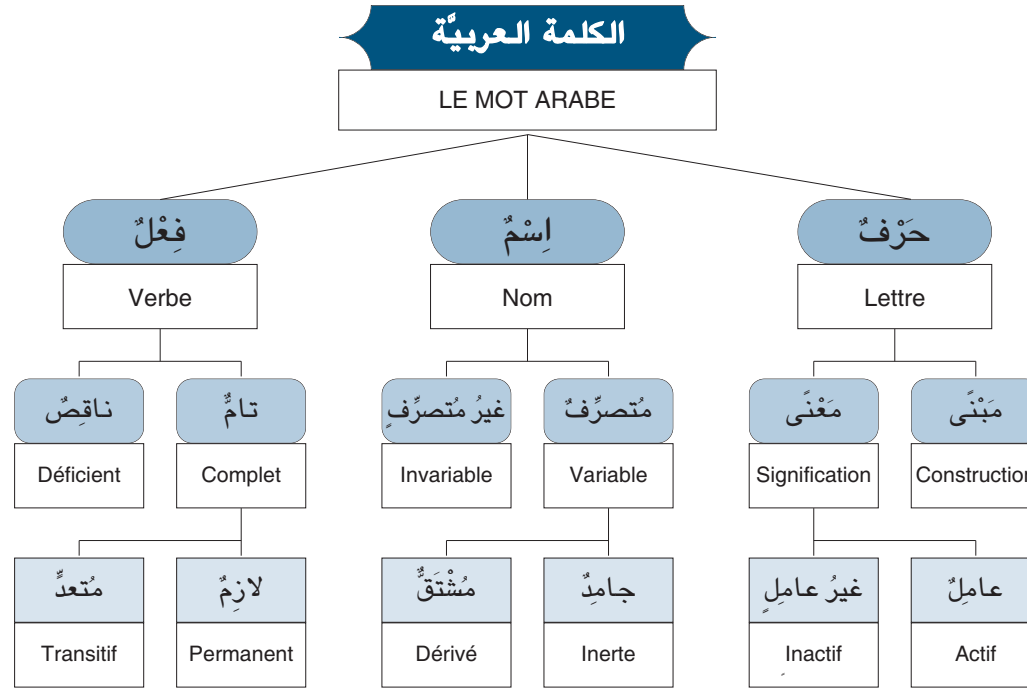 الكلمة العربيَّة
LE MOT ARABE
فِعْلٌ
اِسْمٌ
حَرْفٌ
Verbe
Nom
Lettre
ناقِصٌ
تامٌّ
غيرُ مُتصرِّفٍ
مُتصرِّفٌ
مَعْنًى
مَبْنًى
Déficient
Complet
Invariable
Variable
Signification
Construction
مُتعدٍّ
لازِمٌ
مُشْتَقٌّ
جامِدٌ
غيرُ عامِلٍ
عامِلٌ
Transitif
Permanent
Dérivé
Inerte
Inactif
Actif